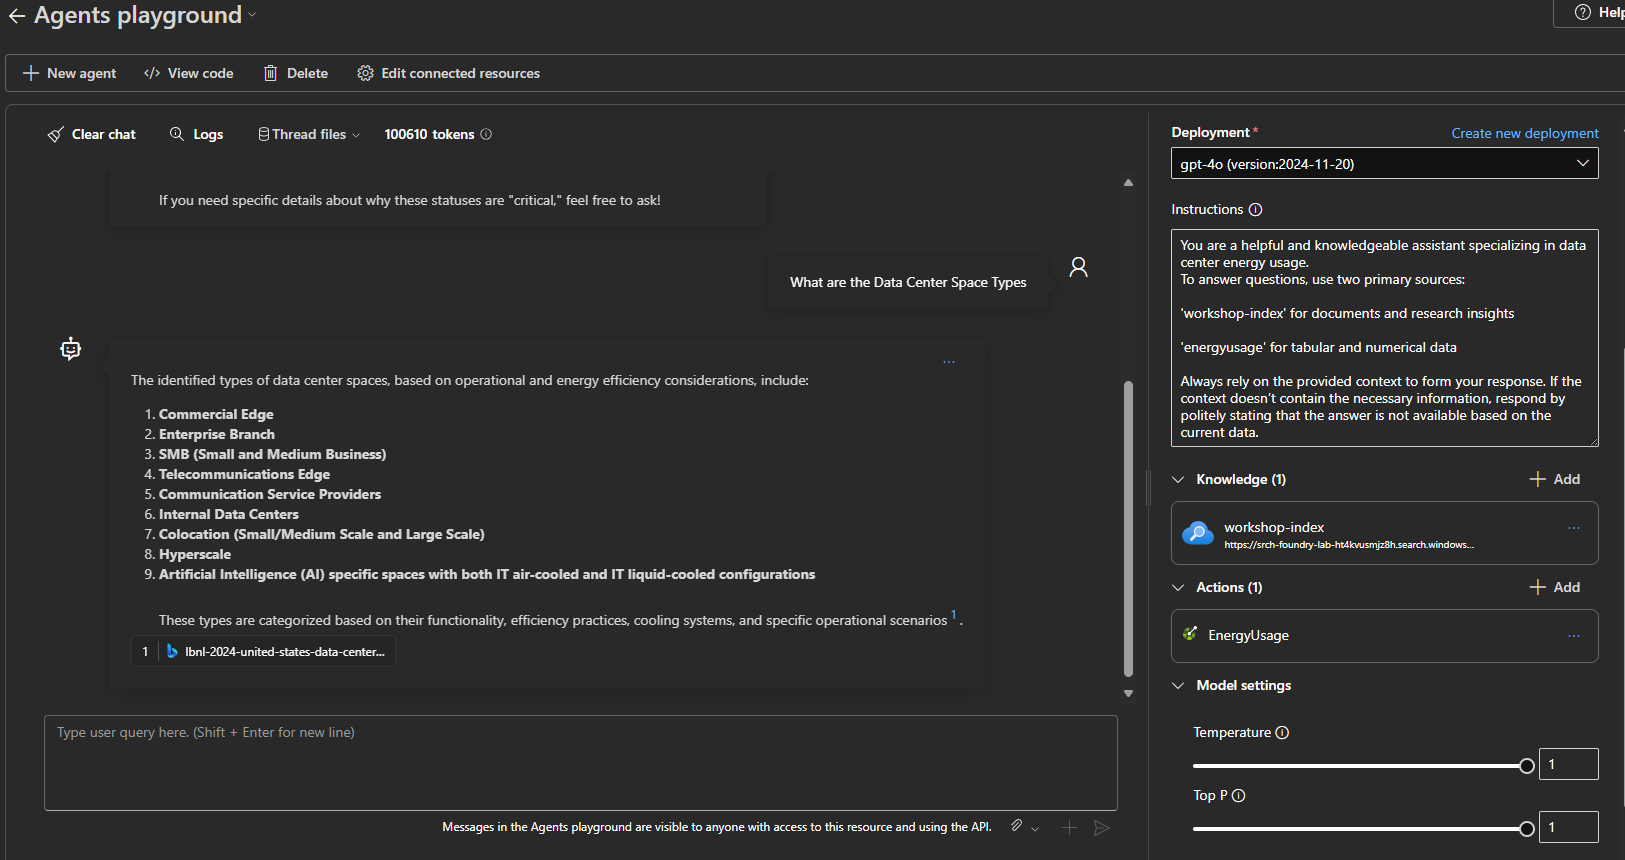 Agents playground
Help
New agent
View code
Delete
Edit connected resources
Clear chat
Logs
Thread files
100610 tokens
If you need specific details about why these statuses are "critical," feel free to ask!
What are the Data Center Space Types
...
The identified types of data center spaces, based on operational and energy efficiency considerations, include:
1. Commercial Edge
2. Enterprise Branch
3. SMB (Small and Medium Business)
4. Telecommunications Edge
5. Communication Service Providers
6. Internal Data Centers
7. Colocation (Small/Medium Scale and Large Scale)
8. Hyperscale
9. Artificial Intelligence (AI) specific spaces with both IT air-cooled and IT liquid-cooled configurations
These types are categorized based on their functionality, efficiency practices, cooling systems, and specific operational scenarios 1 .
1 lbnl-2024-united-states-data-center...
Type user query here. (Shift + Enter for new line)
Messages in the Agents playground are visible to anyone with access to this resource and using the API.
Deployment *
Create new deployment
gpt-4o (version:2024-11-20)
Instructions
You are a helpful and knowledgeable assistant specializing in data
center energy usage.
To answer questions, use two primary sources:
'workshop-index' for documents and research insights
'energyusage' for tabular and numerical data
Always rely on the provided context to form your response. If the
context doesn't contain the necessary information, respond by
politely stating that the answer is not available based on the
current data.
Knowledge (1)
Add
workshop-index
...
https://srch-foundry-lab-ht4kvusmjz8h.search.windows...
Actions (1)
Add
EnergyUsage
...
Model settings
Temperature
1
Top P
1